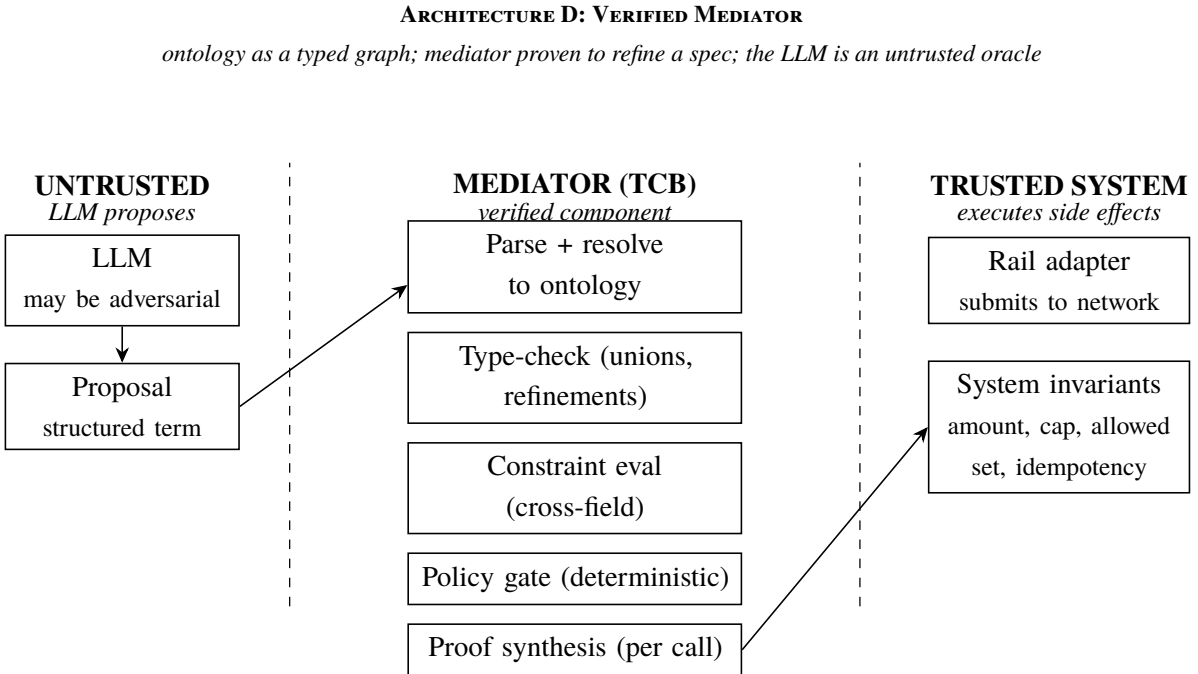 ARCHITECTURE D: VERIFIED MEDIATOR
ontology as a typed graph; mediator proven to refine a spec; the LLM is an untrusted oracle
UNTRUSTED
LLM proposes
LLM
may be adversarial
Proposal
structured term
MEDIATOR (TCB)
verified component
Parse + resolve
to ontology
Type-check (unions,
refinements)
Constraint eval
(cross-field)
Policy gate (deterministic)
Proof synthesis (per call)
TRUSTED SYSTEM
executes side effects
Rail adapter
submits to network
System invariants
amount, cap, allowed
set, idempotency